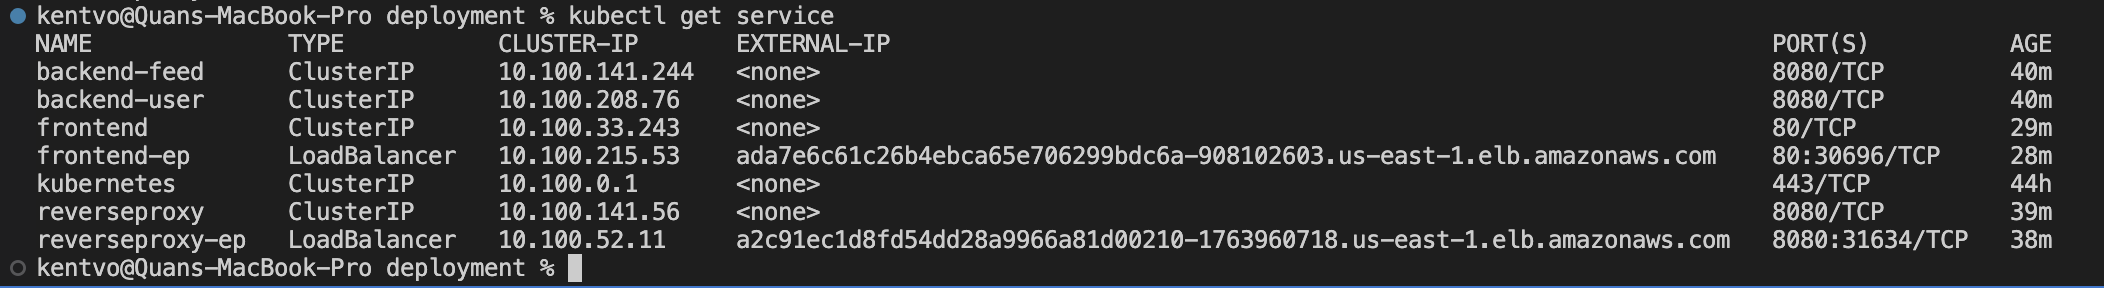 kentvo@Quans-MacBook-Pro deployment % kubectl get service
NAME TYPE CLUSTER-IP EXTERNAL-IP PORT(S) AGE
backend-feed ClusterIP 10.100.141.244 <none> 8080/TCP 40m
backend-user ClusterIP 10.100.208.76 <none> 8080/TCP 40m
frontend ClusterIP 10.100.33.243 <none> 80/TCP 29m
frontend-ep LoadBalancer 10.100.215.53 ada7e6c61c26b4ebca65e706299bdc6a-908102603.us-east-1.elb.amazonaws.com 80:30696/TCP 28m
kubernetes ClusterIP 10.100.0.1 <none> 443/TCP 44h
reverseproxy ClusterIP 10.100.141.56 <none> 8080/TCP 39m
reverseproxy-ep LoadBalancer 10.100.52.11 a2c91ec1d8fd54dd28a9966a81d00210-1763960718.us-east-1.elb.amazonaws.com 8080:31634/TCP 38m
kentvo@Quans-MacBook-Pro deployment %